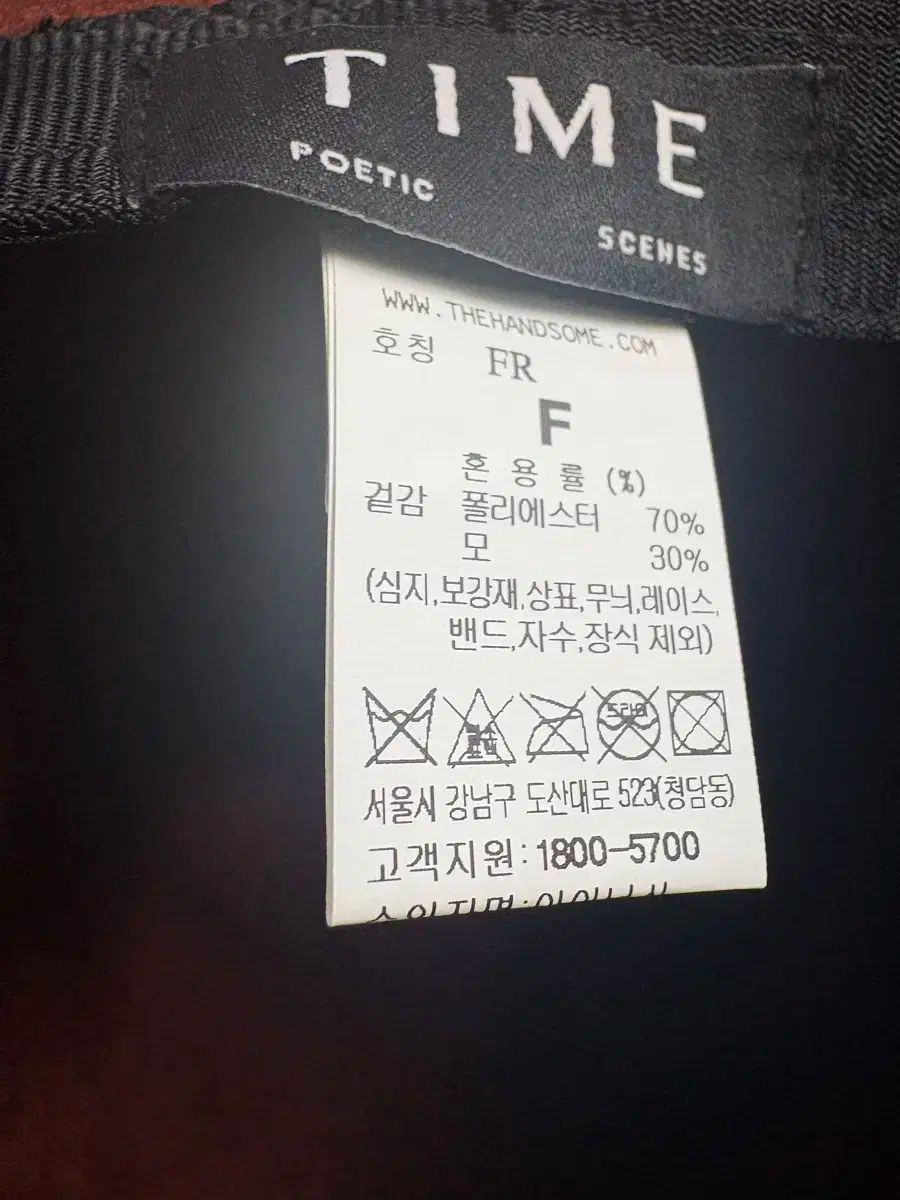 TIME
POETIC SCENES
WWW.THEHANDSOME.COM
호칭 FR
F
혼용률 (%)
겉감 폴리에스터 70%
모 30%
(심지,보강재,상표,무늬,레이스,
밴드,자수,장식 제외)
드라이
서울시 강남구 도산대로 523(청담동)
고객지원:1800-5700